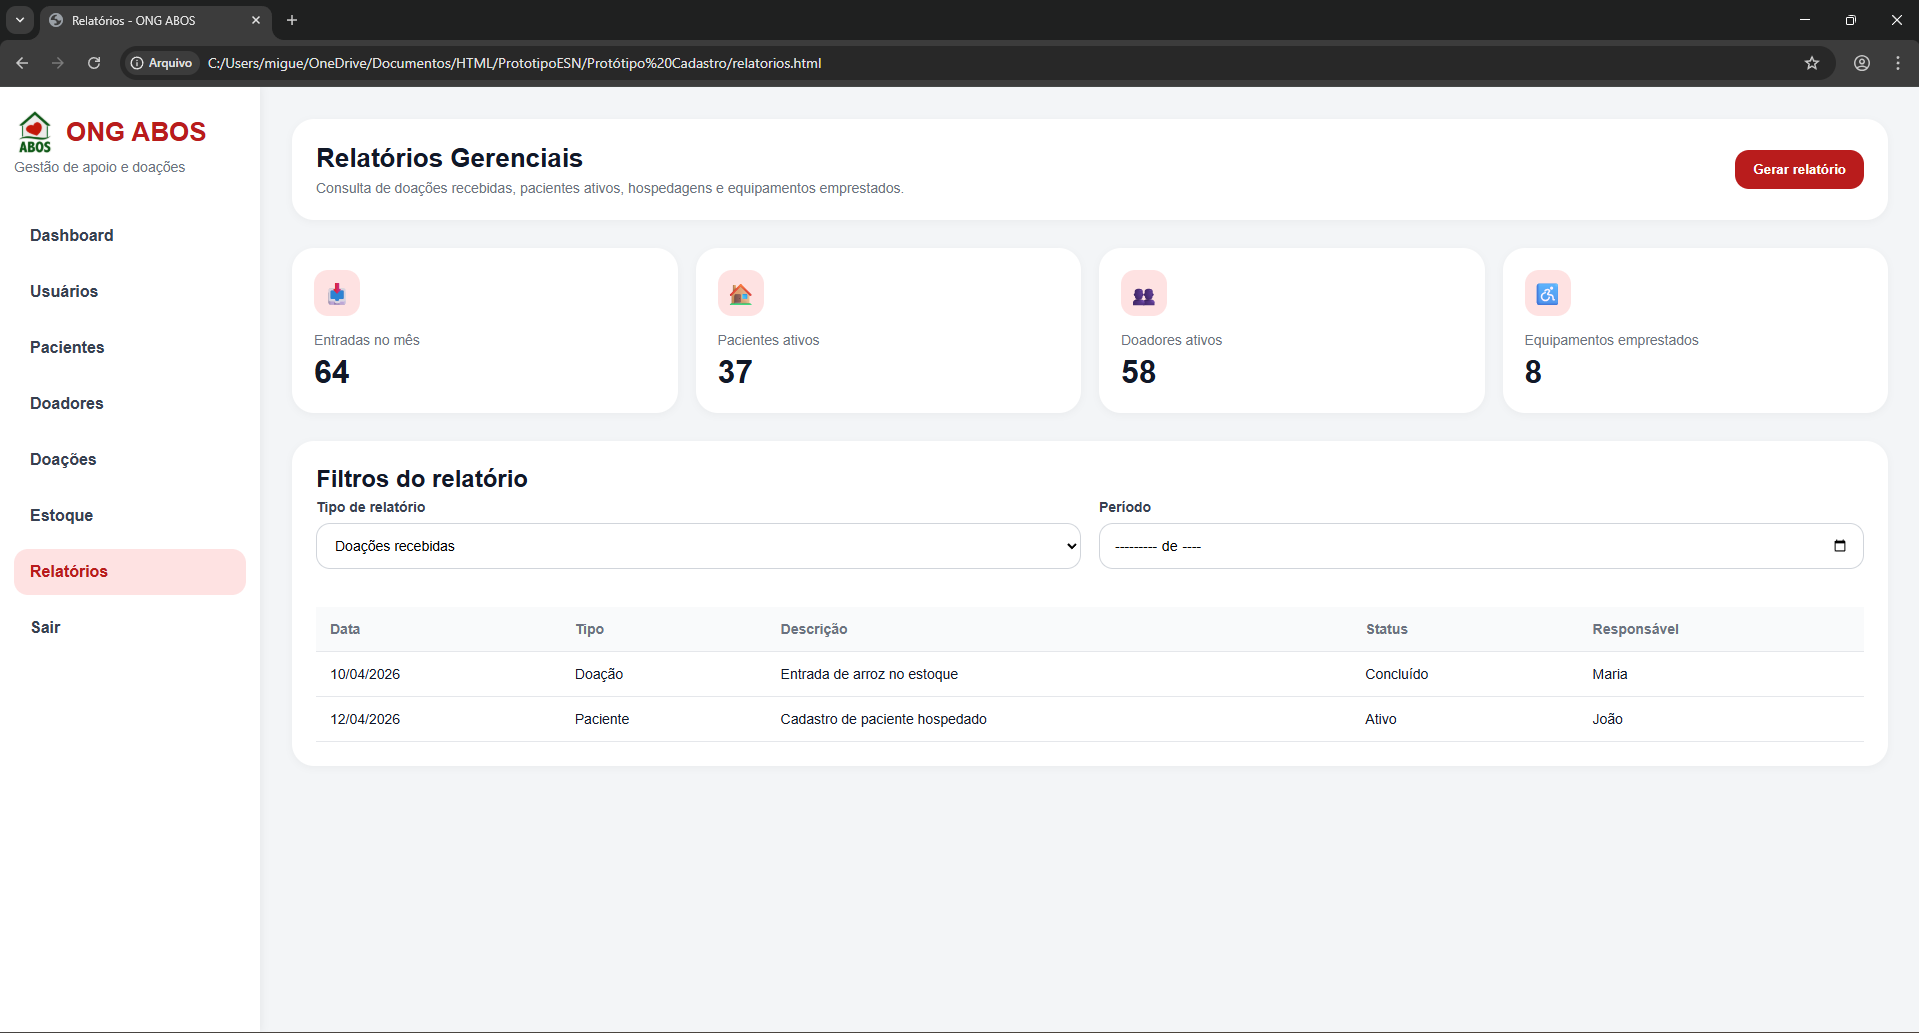 Relatórios - ONG ABOS
Arquivo
C:/Users/migue/OneDrive/Documentos/HTML/PrototipoESN/Protótipo%20Cadastro/relatorios.html
ABOS
ONG ABOS
Gestão de apoio e doações
Dashboard
Usuários
Pacientes
Doadores
Doações
Estoque
Relatórios
Sair
Relatórios Gerenciais
Consulta de doações recebidas, pacientes ativos, hospedagens e equipamentos emprestados.
Gerar relatório
Entradas no mês
64
Pacientes ativos
37
Doadores ativos
58
Equipamentos emprestados
8
Filtros do relatório
Tipo de relatório
Doações recebidas
Período
--------- de ----
Data Tipo Descrição Status Responsável
10/04/2026 Doação Entrada de arroz no estoque Concluído Maria
12/04/2026 Paciente Cadastro de paciente hospedado Ativo João